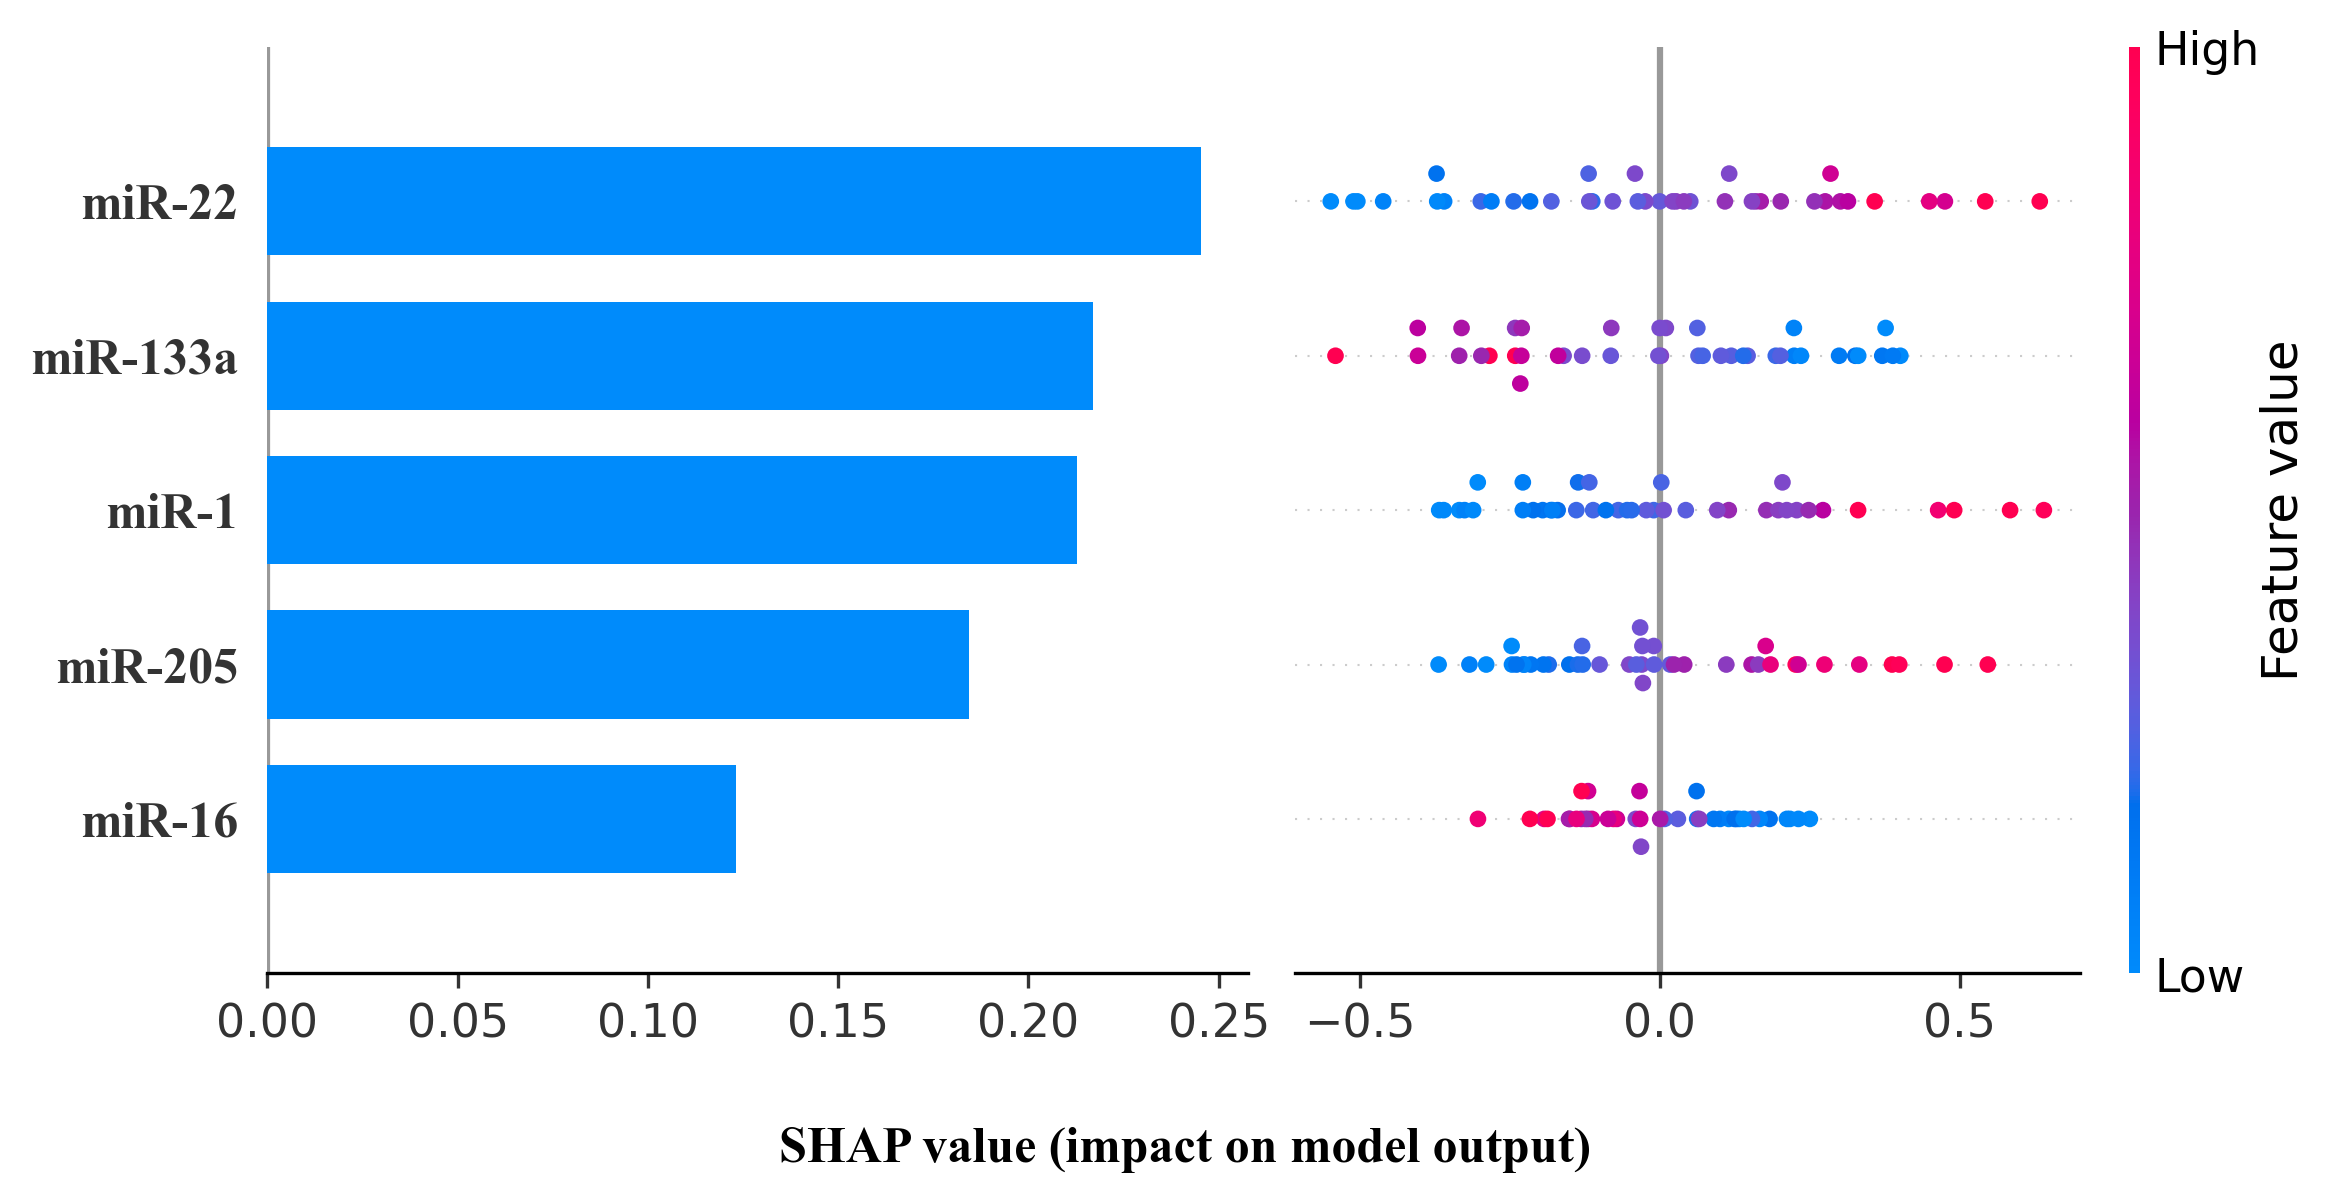 High
miR-22
miR-133a
miR-1
miR-205
miR-16
Feature value
Low
0.00 0.05 0.10 0.15 0.20 0.25 −0.5 0.0 0.5
SHAP value (impact on model output)